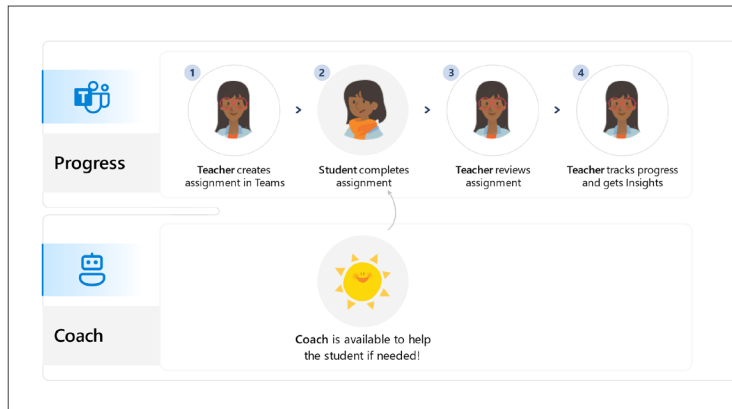 1
2
3
4
T
Progress
Teacher creates
assignment in Teams
Student completes
assignment
Teacher reviews
assignment
Teacher tracks progress
and gets Insights
Coach
Coach is available to help
the student if needed!